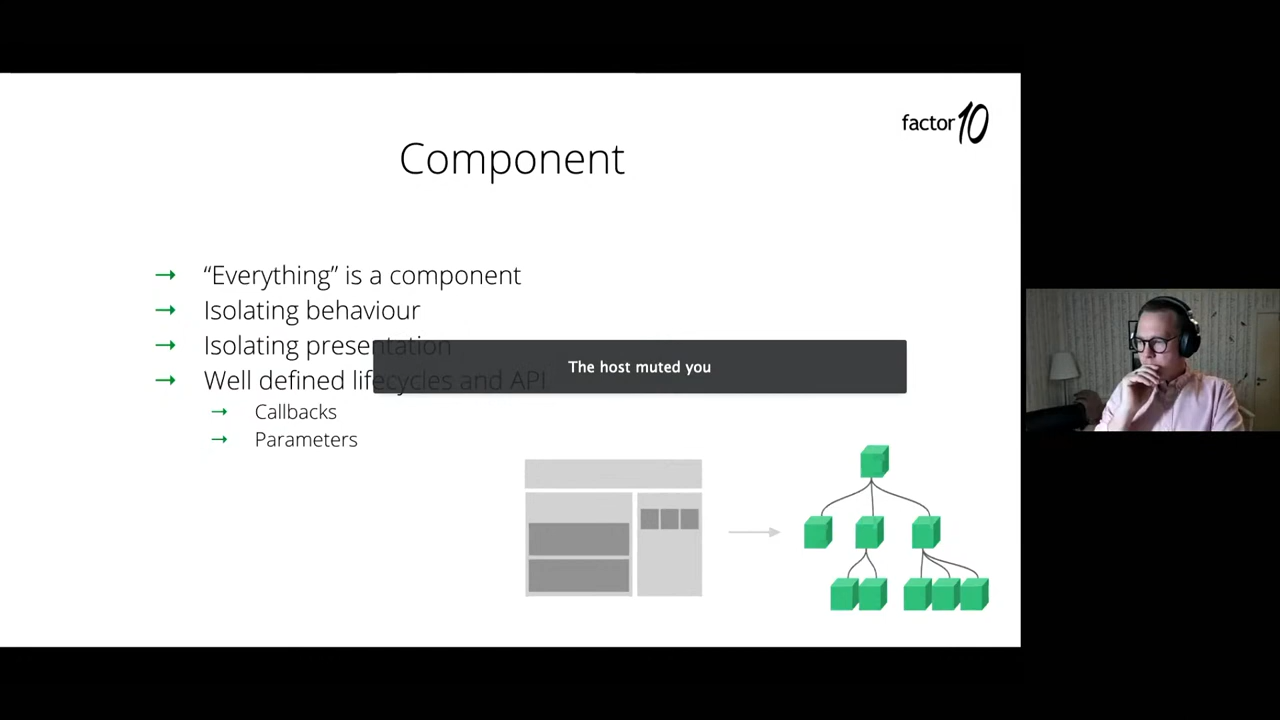 factor10
Component
“Everything” is a component
Isolating behaviour
Isolating presentation
The host muted you
Well defined lifecycles and API
Callbacks
Parameters